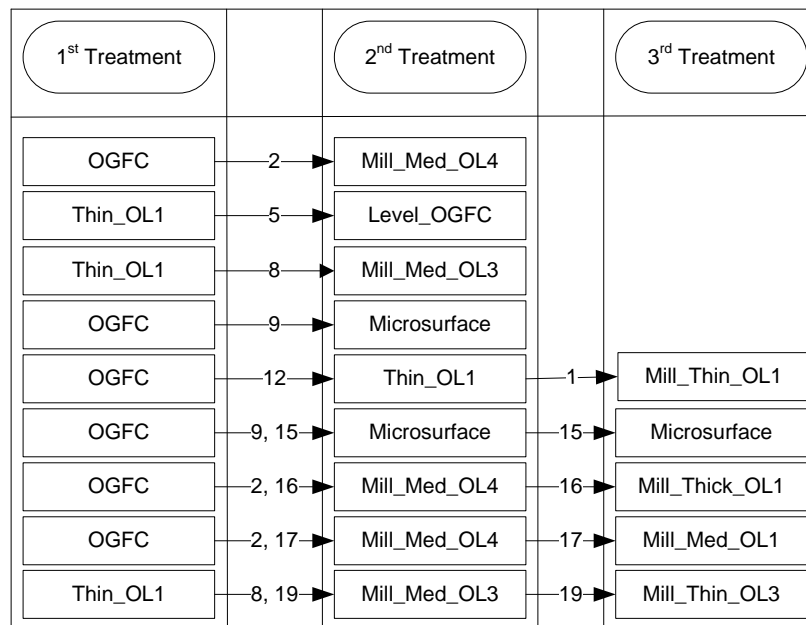 1st Treatment 2nd Treatment 3rd Treatment
OGFC 2 Mill_Med_OL4
Thin_OL1 5 Level_OGFC
Thin_OL1 8 Mill_Med_OL3
OGFC 9 Microsurface
OGFC 12 Thin_OL1 1 Mill_Thin_OL1
OGFC 9, 15 Microsurface 15 Microsurface
OGFC 2, 16 Mill_Med_OL4 16 Mill_Thick_OL1
OGFC 2, 17 Mill_Med_OL4 17 Mill_Med_OL1
Thin_OL1 8, 19 Mill_Med_OL3 19 Mill_Thin_OL3